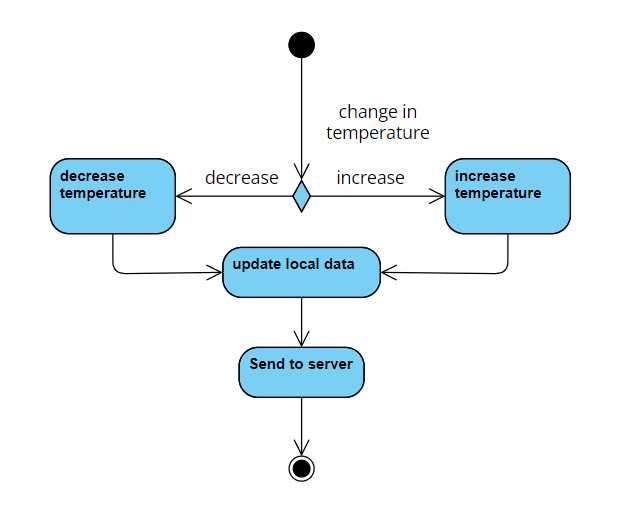 change in
temperature
decrease
temperature
decrease
increase
increase
temperature
update local data
Send to server